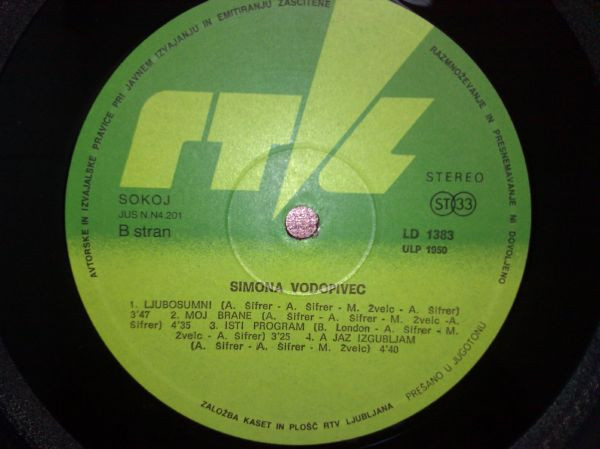 AVTORSKE IN IZVAJALSKE PRAVICE PRI JAVNEM IZVAJANJU IN EMITIRANJU ZAŠČITENE
RAZMNOŽEVANJE IN PRESNEMAVANJE NI DOVOLJENO
rtl
SOKOJ
JUS N.N4.201
B stran
STEREO
ST 33
LD 1383
ULP 1950
SIMONA VODOPIVEC
1. LJUBOSUMNI (A. Šifrer - A. Šifrer - M. Žvelc - A. Šifrer)
3'47 2. MOJ BRANE (A. Šifrer - A. Šifrer - M. Žvelc -A.
Šifrer) 4'35 3. ISTI PROGRAM (B. London - A. Šifrer - M.
Žvelc - A. Šifrer) 3'25 4. A JAZ IZGUBLJAM
(A. Šifrer - A. Šifrer - M. Žvelc) 4'40
ZALOŽBA KASET IN PLOŠČ RTV LJUBLJANA
PREŠANO U JUGOTONU